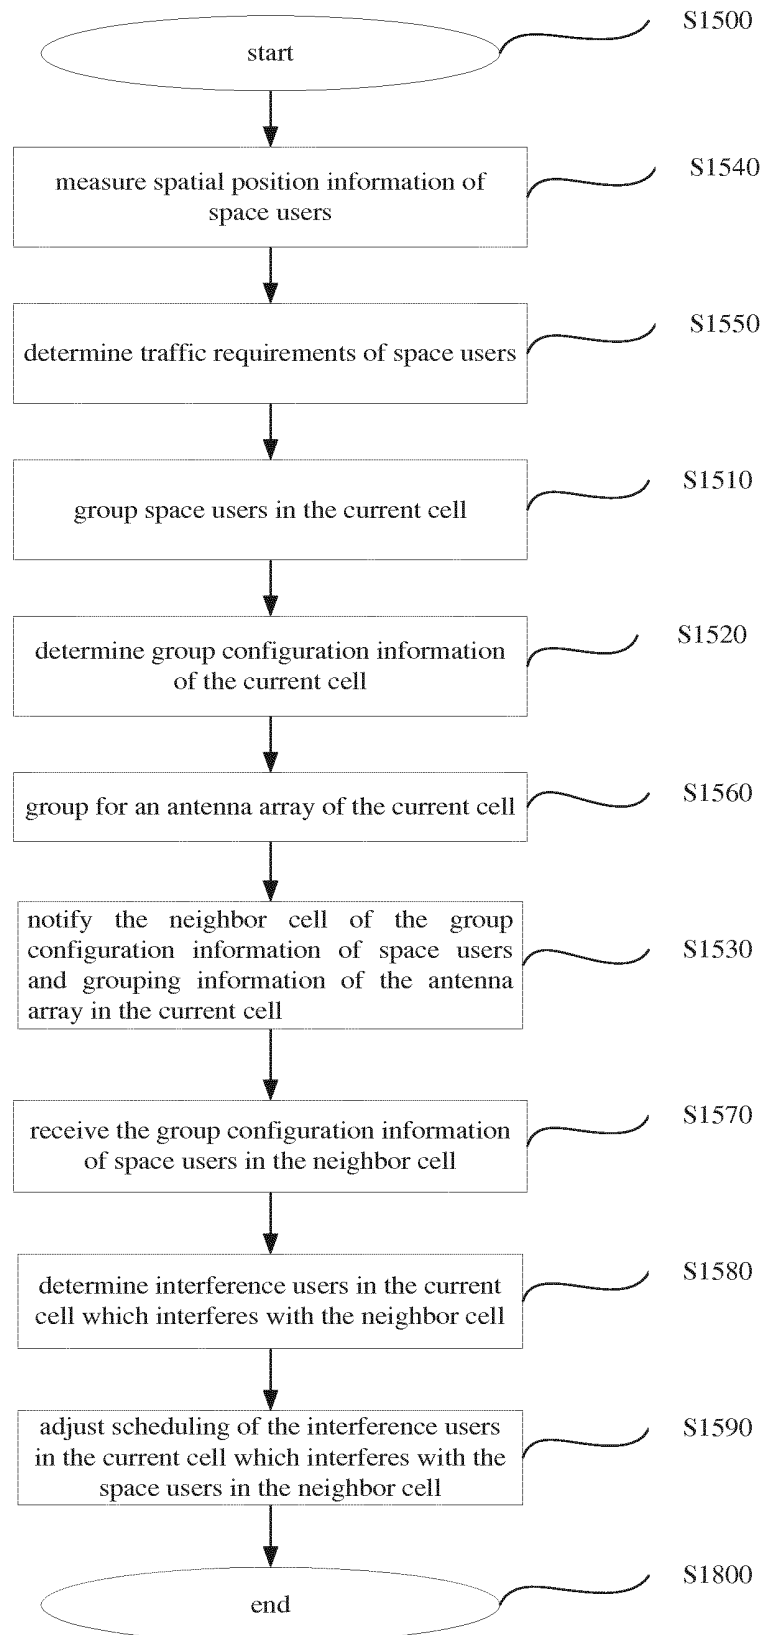 start
S1500
measure spatial position information of
space users
S1540
determine traffic requirements of space users
S1550
group space users in the current cell
S1510
determine group configuration information
of the current cell
S1520
group for an antenna array of the current cell
S1560
notify the neighbor cell of the group
configuration information of space users
and grouping information of the antenna
array in the current cell
S1530
receive the group configuration information
of space users in the neighbor cell
S1570
determine interference users in the current
cell which interferes with the neighbor cell
S1580
adjust scheduling of the interference users
in the current cell which interferes with the
space users in the neighbor cell
S1590
end
S1800